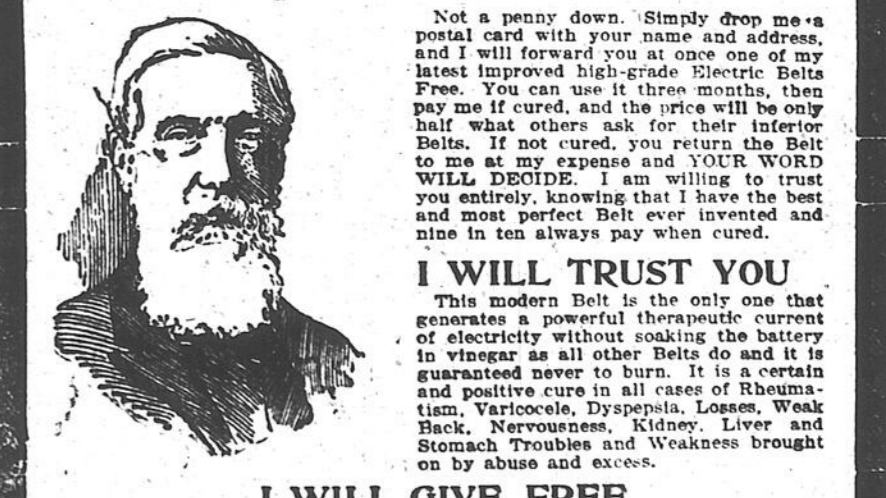 Not a penny down. Simply drop me a
postal card with your name and address,
and I will forward you at once one of my
latest improved high-grade Electric Belts
Free. You can use it three months, then
pay me if cured, and the price will be only
half what others ask for their inferior
Belts. If not cured, you return the Belt
to me at my expense and YOUR WORD
WILL DECIDE. I am willing to trust
you entirely, knowing that I have the best
and most perfect Belt ever invented and
nine in ten always pay when cured.
I WILL TRUST YOU
This modern Belt is the only one that
generates a powerful therapeutic current
of electricity without soaking the battery
in vinegar as all other Belts do and it is
guaranteed never to burn. It is a certain
and positive cure in all cases of Rheuma-
tism, Varicocele, Dyspepsia, Losses, Weak
Back, Nervousness, Kidney, Liver and
Stomach Troubles and Weakness brought
on by abuse and excess.
I WILL GIVE FREE